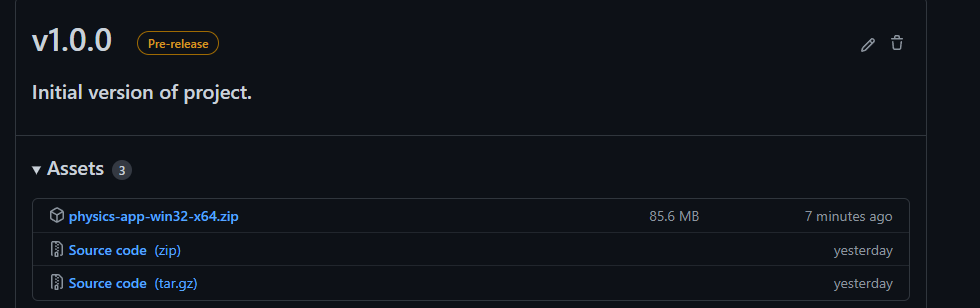 v1.0.0 Pre-release
Initial version of project.
Assets 3
physics-app-win32-x64.zip 85.6 MB 7 minutes ago
Source code (zip) yesterday
Source code (tar.gz) yesterday